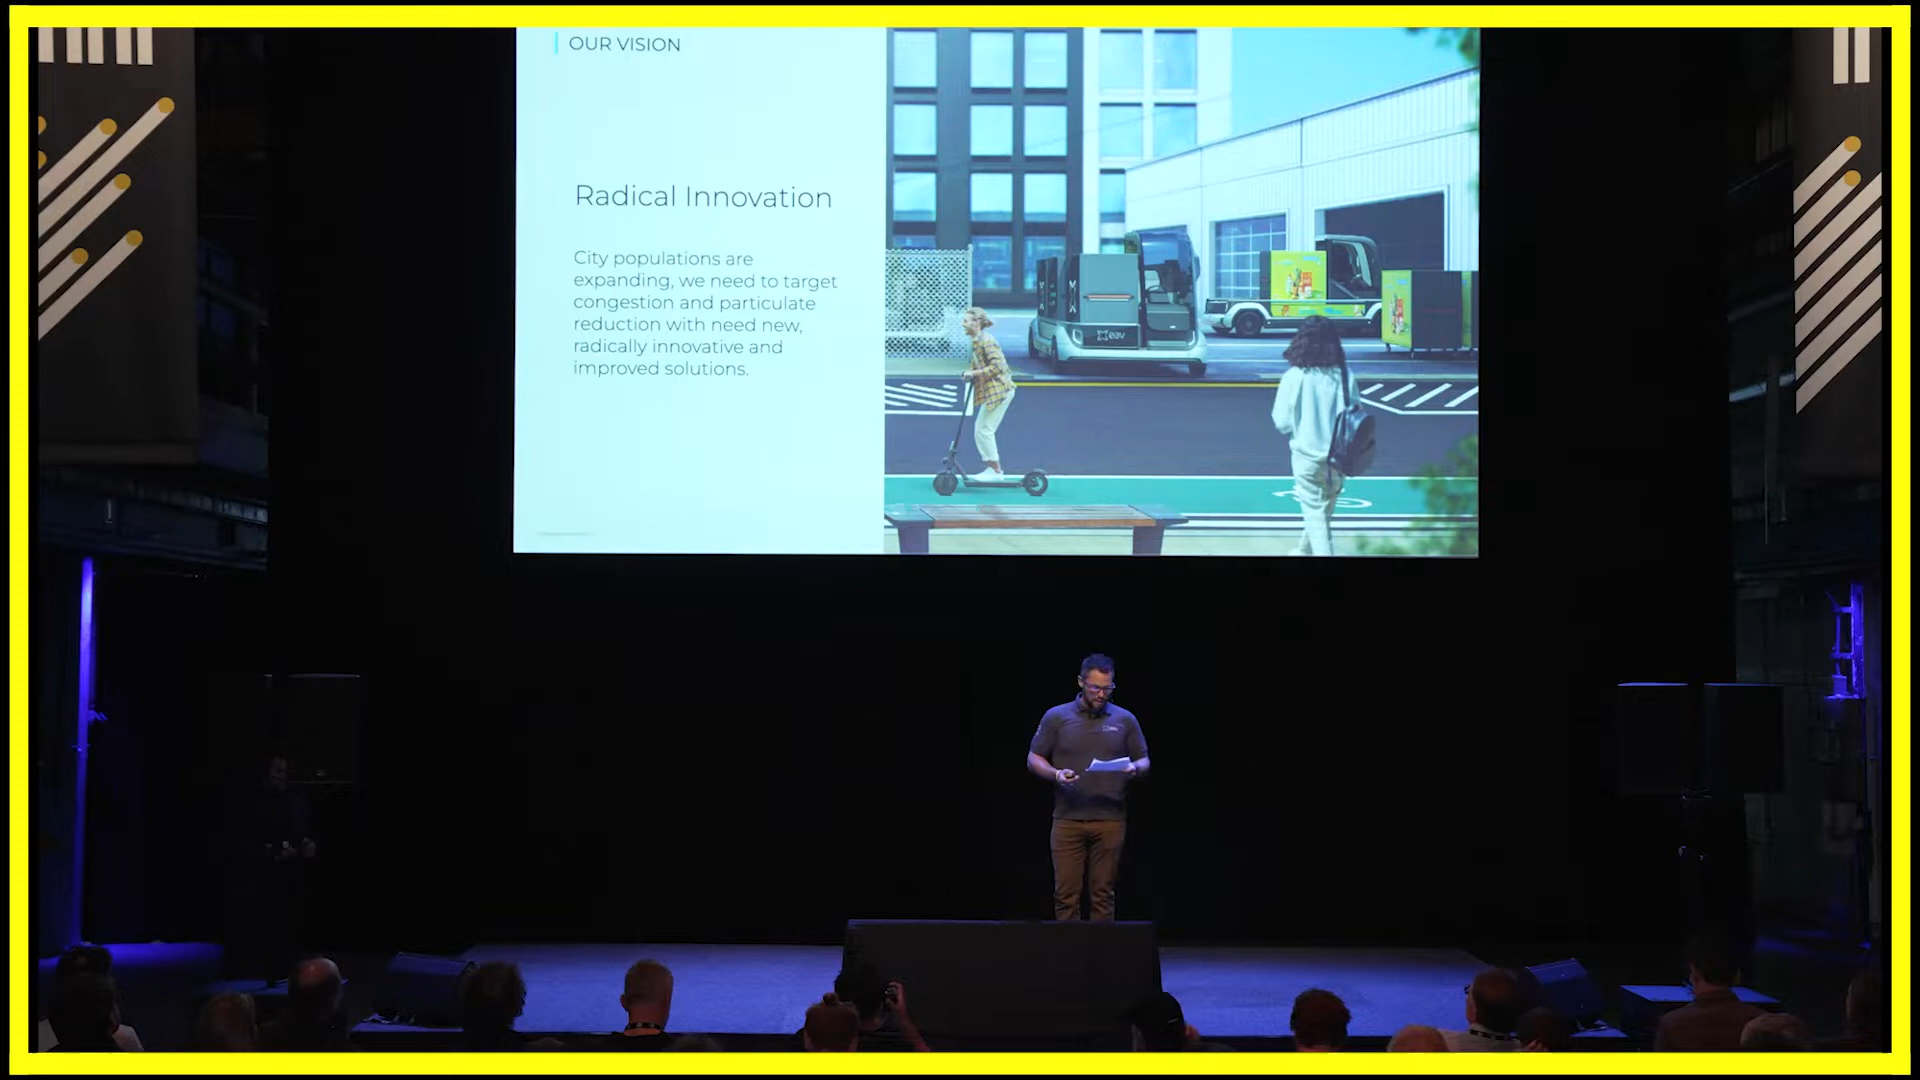 OUR VISION
Radical Innovation
City populations are
expanding, we need to target
congestion and particulate
reduction with need new,
radically innovative and
improved solutions.
eav